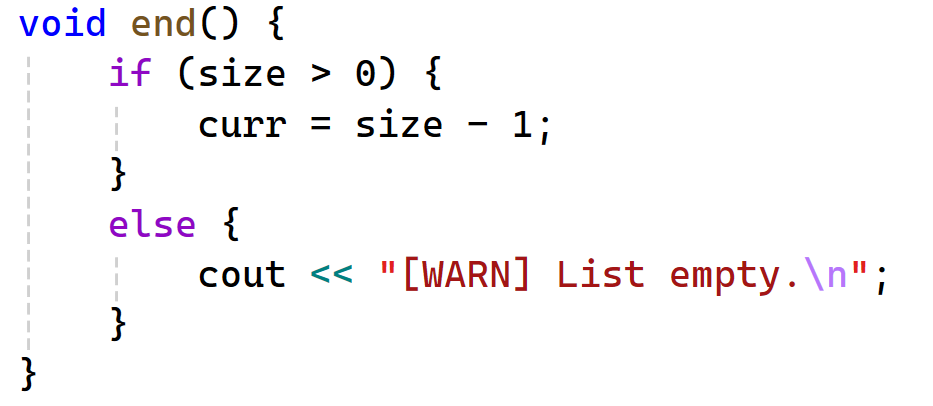 void end() {
    if (size > 0) {
        curr = size - 1;
    }
    else {
        cout << "[WARN] List empty.\n";
    }
}